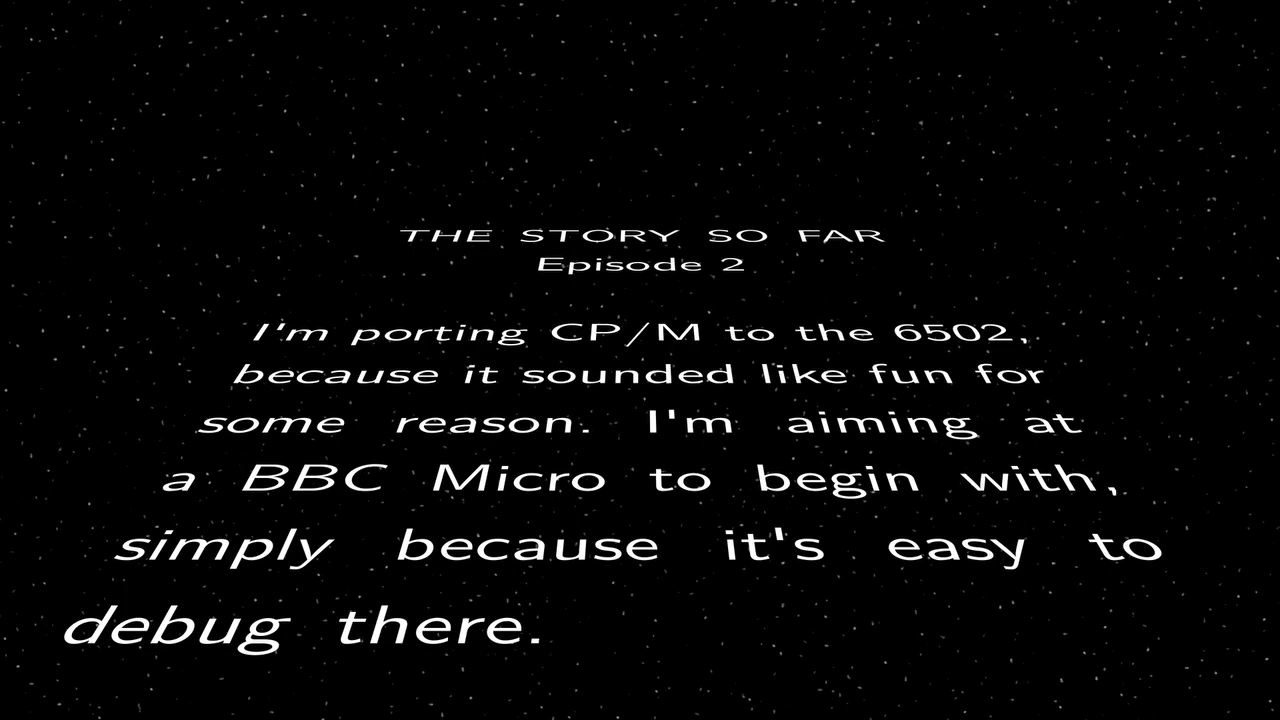 THE STORY SO FAR
Episode 2
I'm porting CP/M to the 6502,
because it sounded like fun for
some reason. I'm aiming at
a BBC Micro to begin with,
simply because it's easy to
debug there.